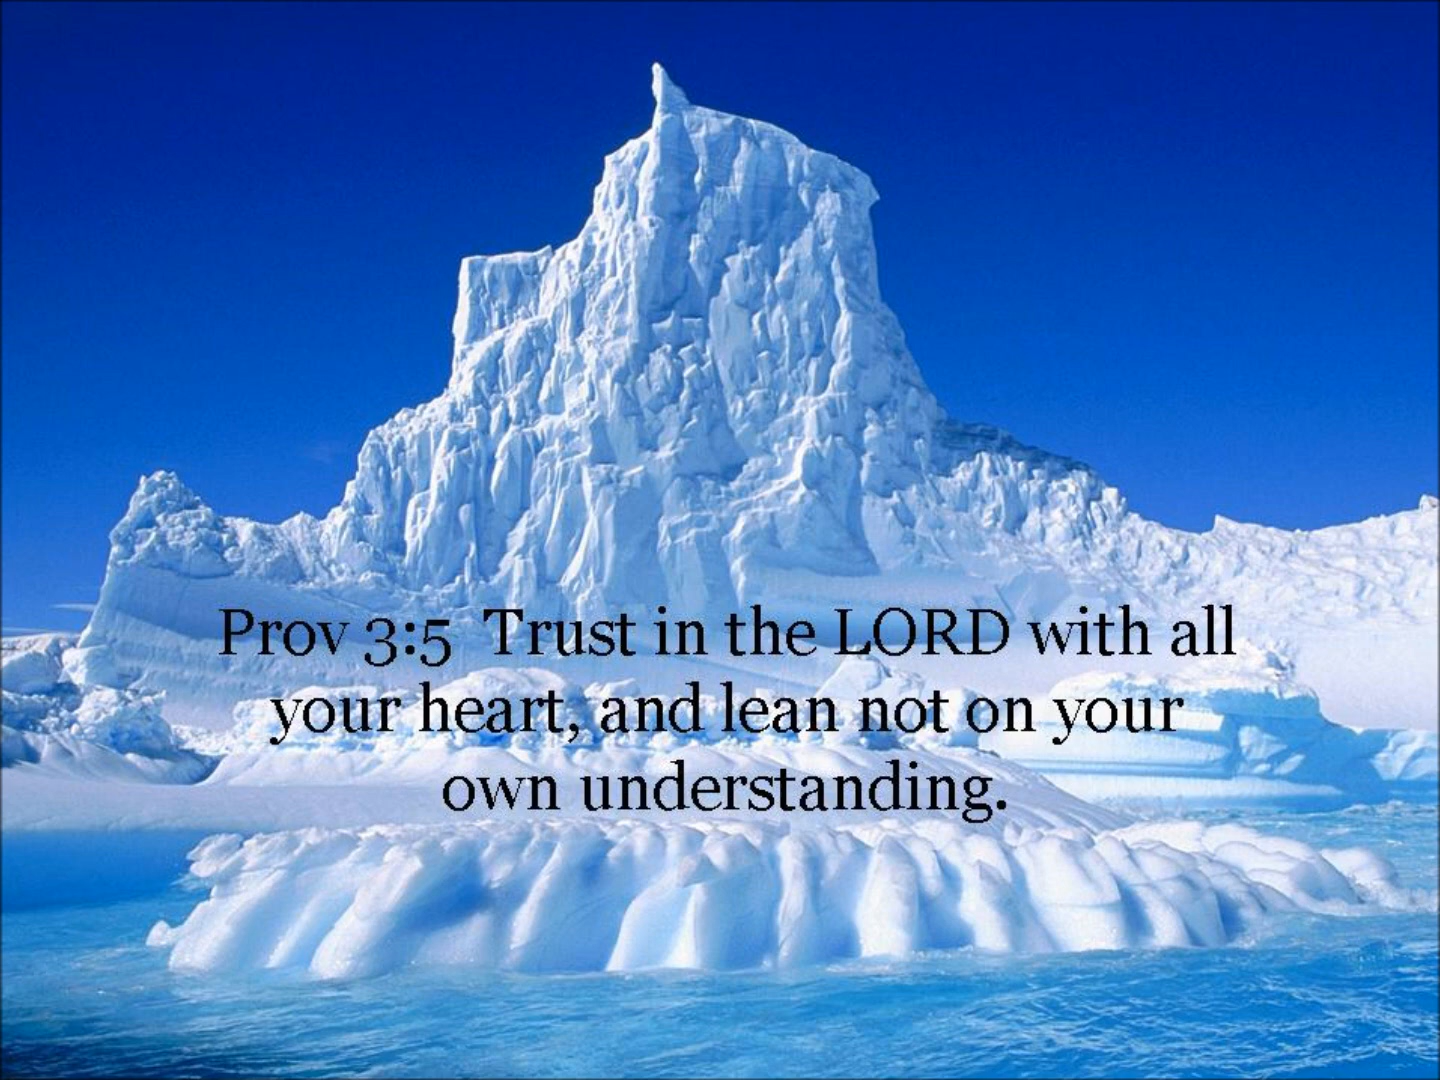 Prov 3:5  Trust in the LORD with all
your heart, and lean not on your
own understanding.